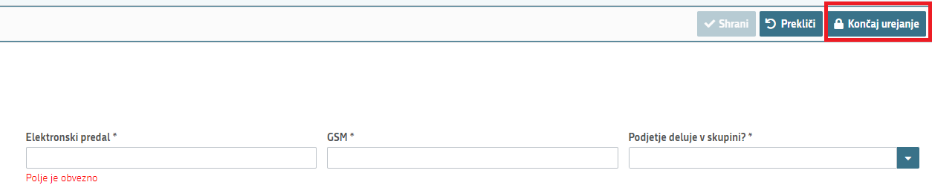 Shrani Prekliči Končaj urejanje
Elektronski predal * GSM * Podjetje deluje v skupini? *
Polje je obvezno